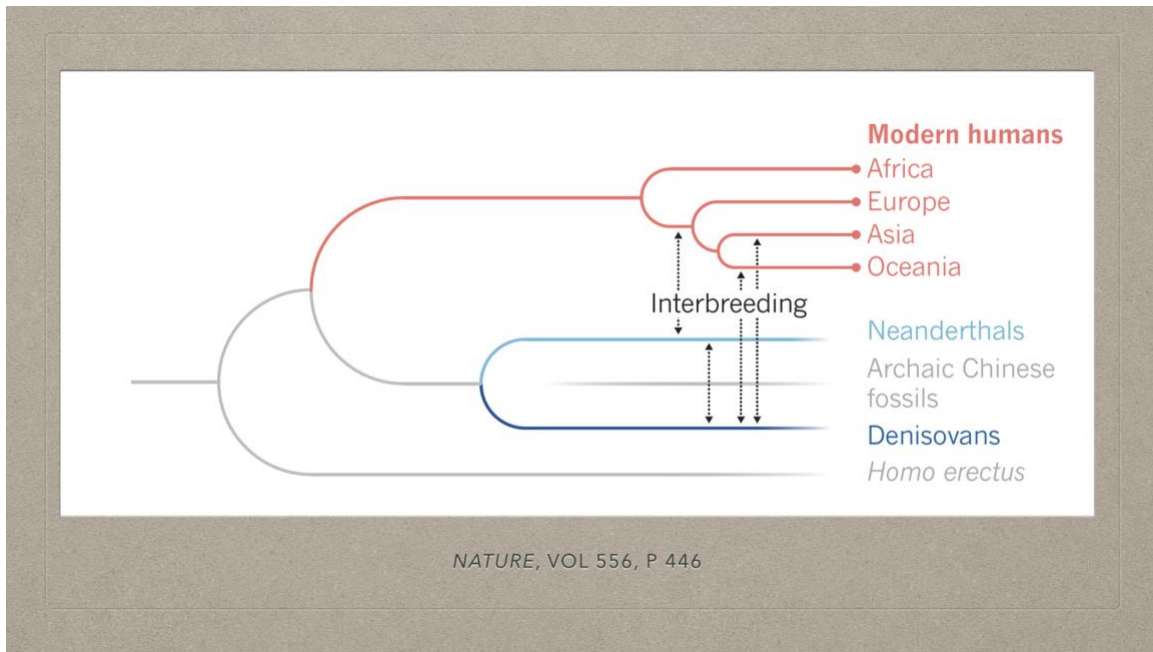 Modern humans
Africa
Europe
Asia
Oceania
Interbreeding
Neanderthals
Archaic Chinese
fossils
Denisovans
Homo erectus
NATURE, VOL 556, P 446